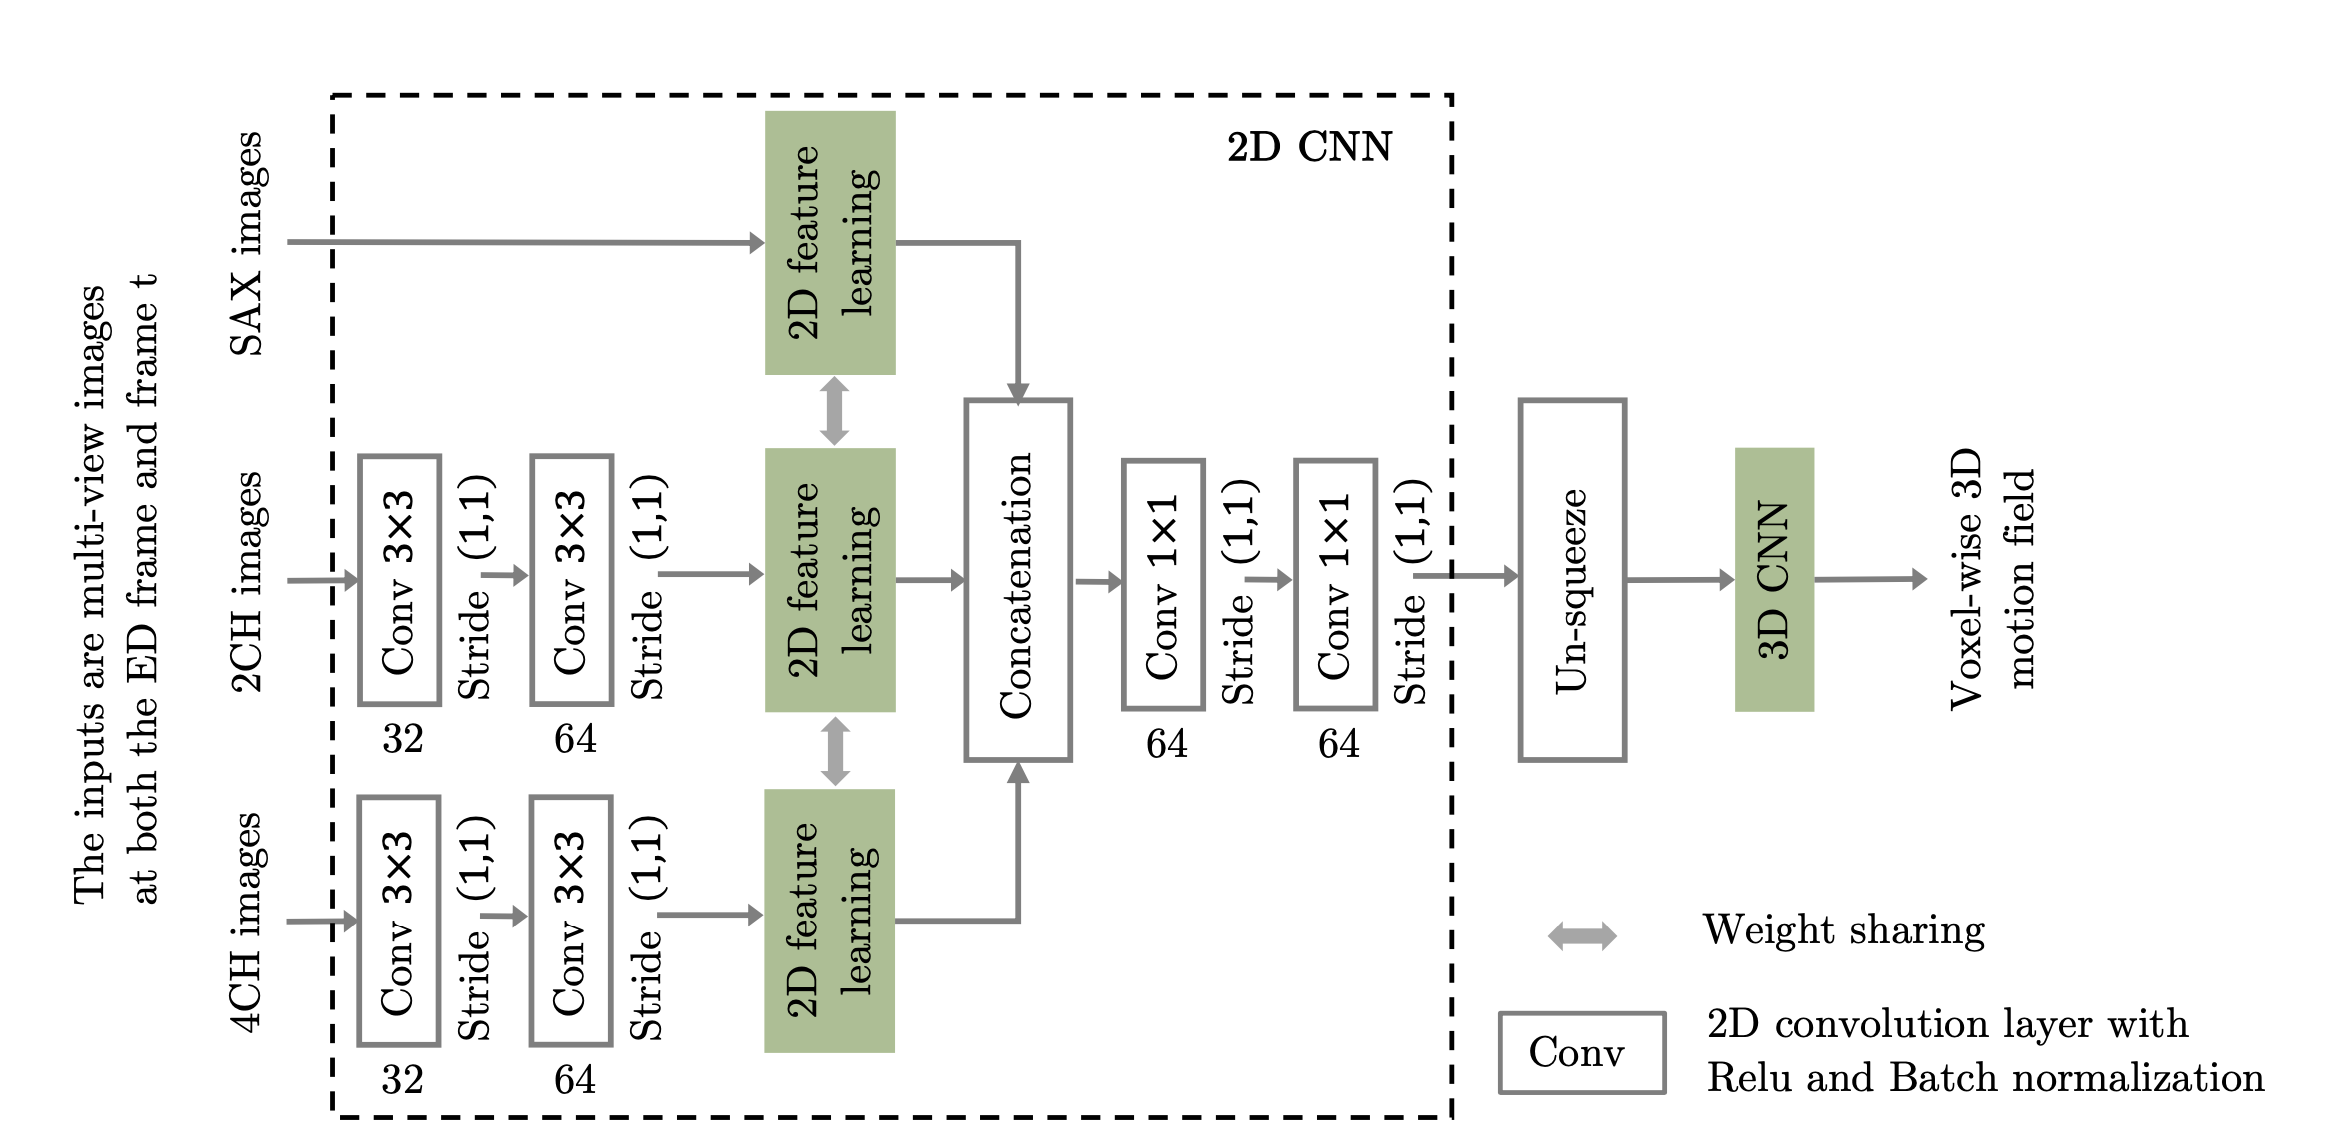 The inputs are multi-view images
at both the ED frame and frame t
SAX images
2D feature
learning
2D CNN
2CH images
Conv 3×3
32
Stride (1,1)
Conv 3×3
64
Stride (1,1)
2D feature
learning
Concatenation
Conv 1×1
64
Stride (1,1)
Conv 1×1
64
Stride (1,1)
Un-squeeze
3D CNN
Voxel-wise 3D
motion field
4CH images
Conv 3×3
32
Stride (1,1)
Conv 3×3
64
Stride (1,1)
2D feature
learning
Weight sharing
Conv
2D convolution layer with
Relu and Batch normalization